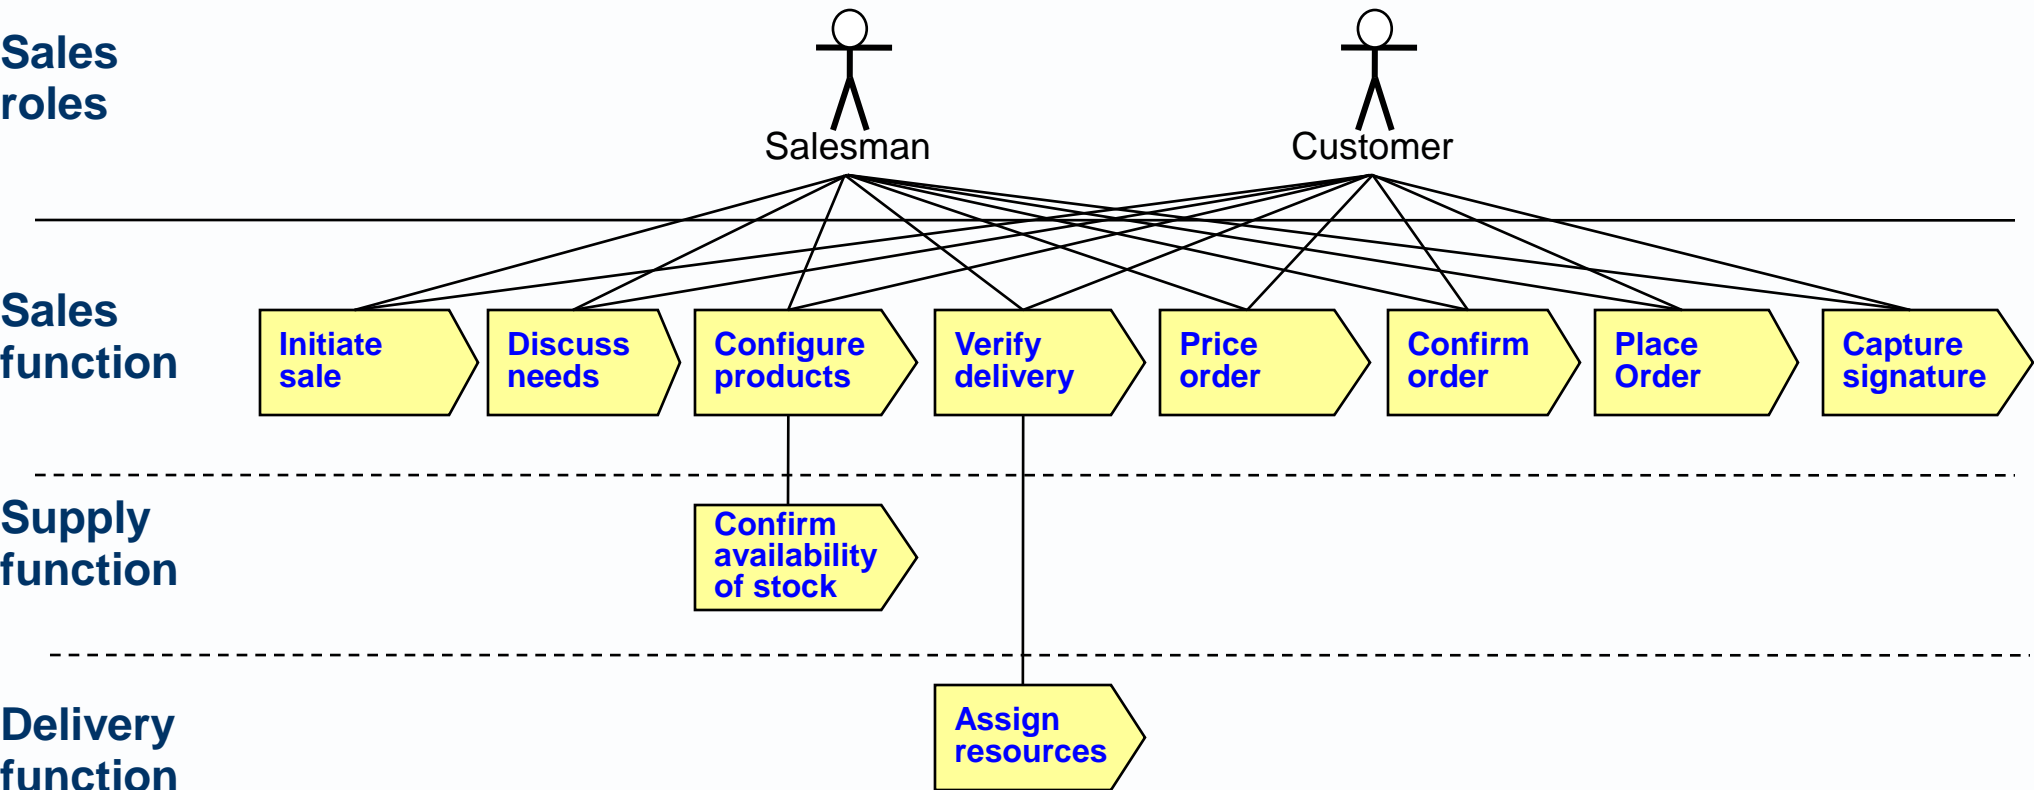 Sales
roles
Salesman
Customer
Sales
function
Initiate
sale
Discuss
needs
Configure
products
Verify
delivery
Price
order
Confirm
order
Place
Order
Capture
signature
Supply
function
Confirm
availability
of stock
Delivery
function
Assign
resources